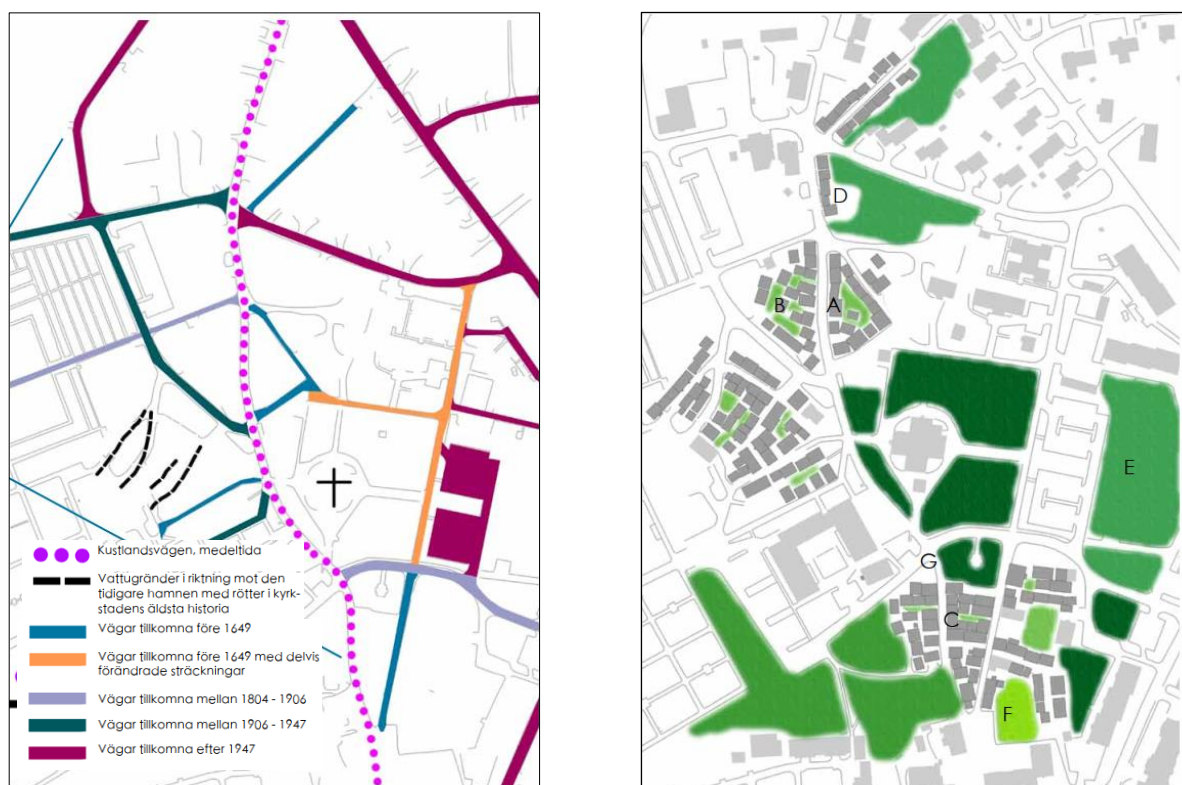 Kustlandsvägen, medeltida
Vattugränder i riktning mot den
tidigare hamnen med rötter i kyrk-
stadens äldsta historia
Vägar tillkomna före 1649
Vägar tillkomna före 1649 med delvis
förändrade sträckningar
Vägar tillkomna mellan 1804 - 1906
Vägar tillkomna mellan 1906 - 1947
Vägar tillkomna efter 1947
D
B
A
E
G
C
F